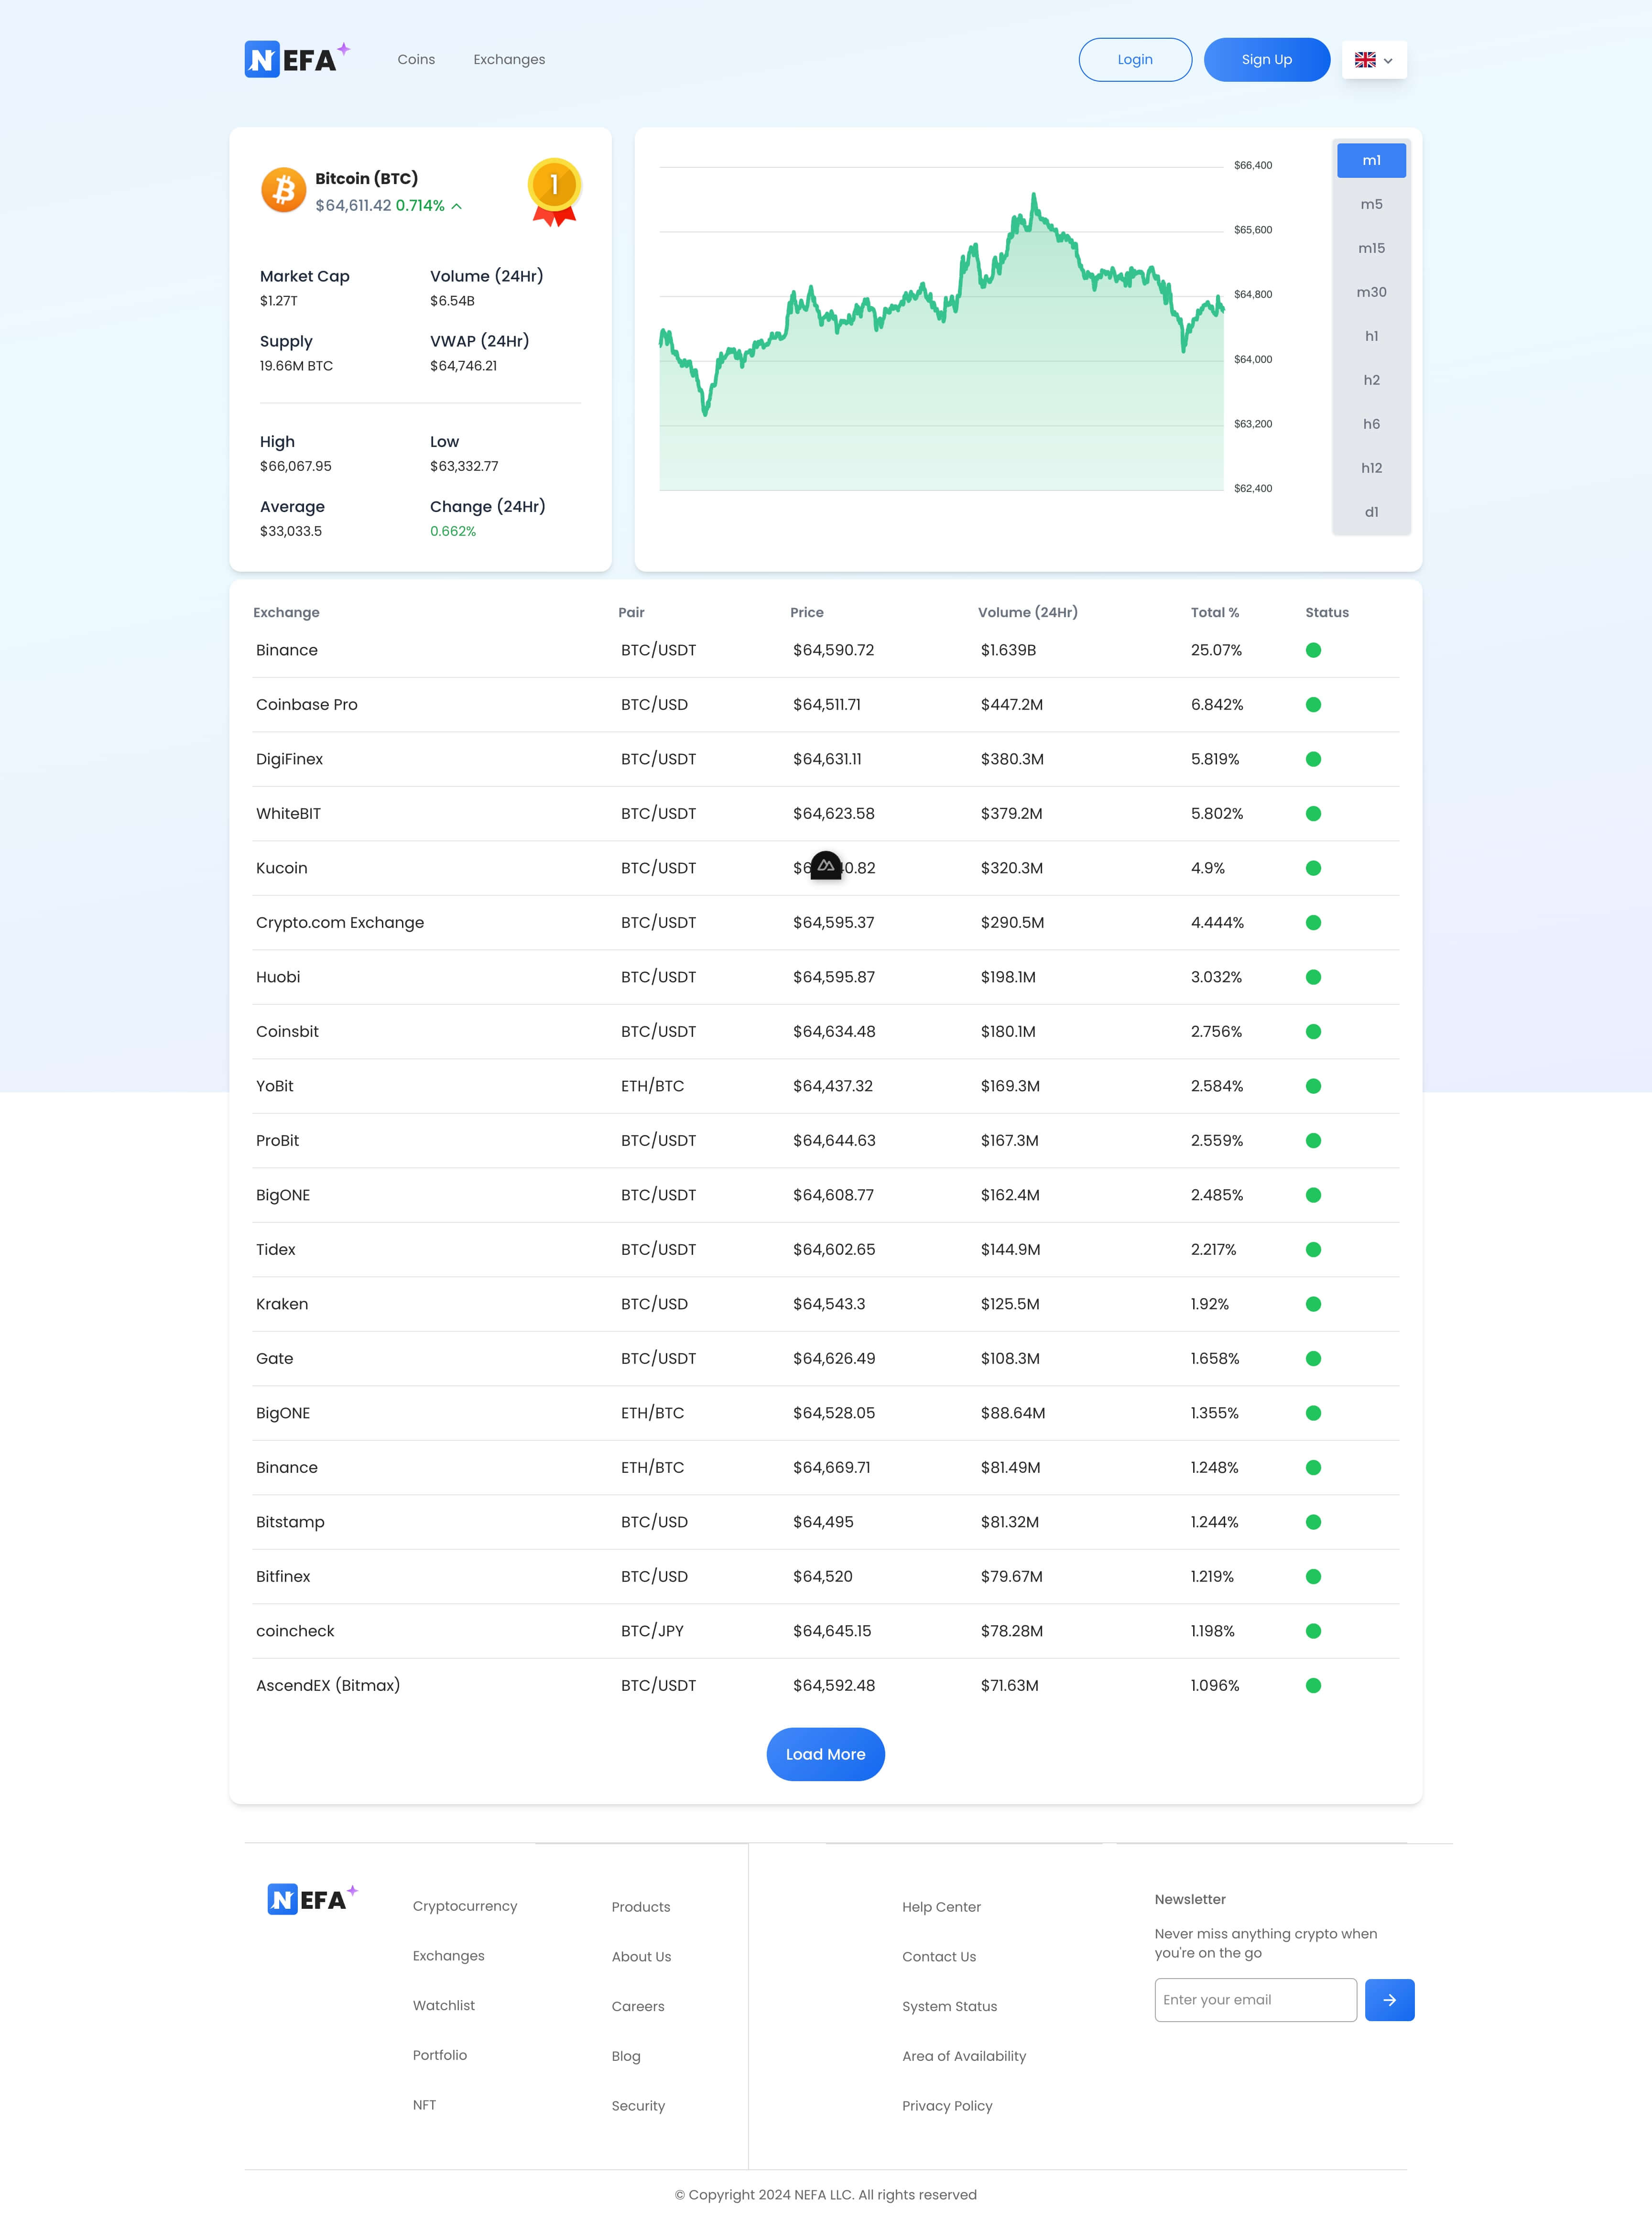 NEFA
Coins Exchanges Login Sign Up
Bitcoin (BTC)
$64,611.42 0.714%
1
Market Cap Volume (24Hr)
$1.27T $6.54B
Supply VWAP (24Hr)
19.66M BTC $64,746.21
High Low
$66,067.95 $63,332.77
Average Change (24Hr)
$33,033.5 0.662%
$66,400
$65,600
$64,800
$64,000
$63,200
$62,400
m1
m5
m15
m30
h1
h2
h6
h12
d1
Exchange Pair Price Volume (24Hr) Total % Status
Binance BTC/USDT $64,590.72 $1.639B 25.07%
Coinbase Pro BTC/USD $64,511.71 $447.2M 6.842%
DigiFinex BTC/USDT $64,631.11 $380.3M 5.819%
WhiteBIT BTC/USDT $64,623.58 $379.2M 5.802%
Kucoin BTC/USDT $320.3M 4.9%
Crypto.com Exchange BTC/USDT $64,595.37 $290.5M 4.444%
Huobi BTC/USDT $64,595.87 $198.1M 3.032%
Coinsbit BTC/USDT $64,634.48 $180.1M 2.756%
YoBit ETH/BTC $64,437.32 $169.3M 2.584%
ProBit BTC/USDT $64,644.63 $167.3M 2.559%
BigONE BTC/USDT $64,608.77 $162.4M 2.485%
Tidex BTC/USDT $64,602.65 $144.9M 2.217%
Kraken BTC/USD $64,543.3 $125.5M 1.92%
Gate BTC/USDT $64,626.49 $108.3M 1.658%
BigONE ETH/BTC $64,528.05 $88.64M 1.355%
Binance ETH/BTC $64,669.71 $81.49M 1.248%
Bitstamp BTC/USD $64,495 $81.32M 1.244%
Bitfinex BTC/USD $64,520 $79.67M 1.219%
coincheck BTC/JPY $64,645.15 $78.28M 1.198%
AscendEX (Bitmax) BTC/USDT $64,592.48 $71.63M 1.096%
Load More
NEFA
Cryptocurrency
Exchanges
Watchlist
Portfolio
NFT
Products
About Us
Careers
Blog
Security
Help Center
Contact Us
System Status
Area of Availability
Privacy Policy
Newsletter
Never miss anything crypto when
you're on the go
Enter your email
© Copyright 2024 NEFA LLC. All rights reserved